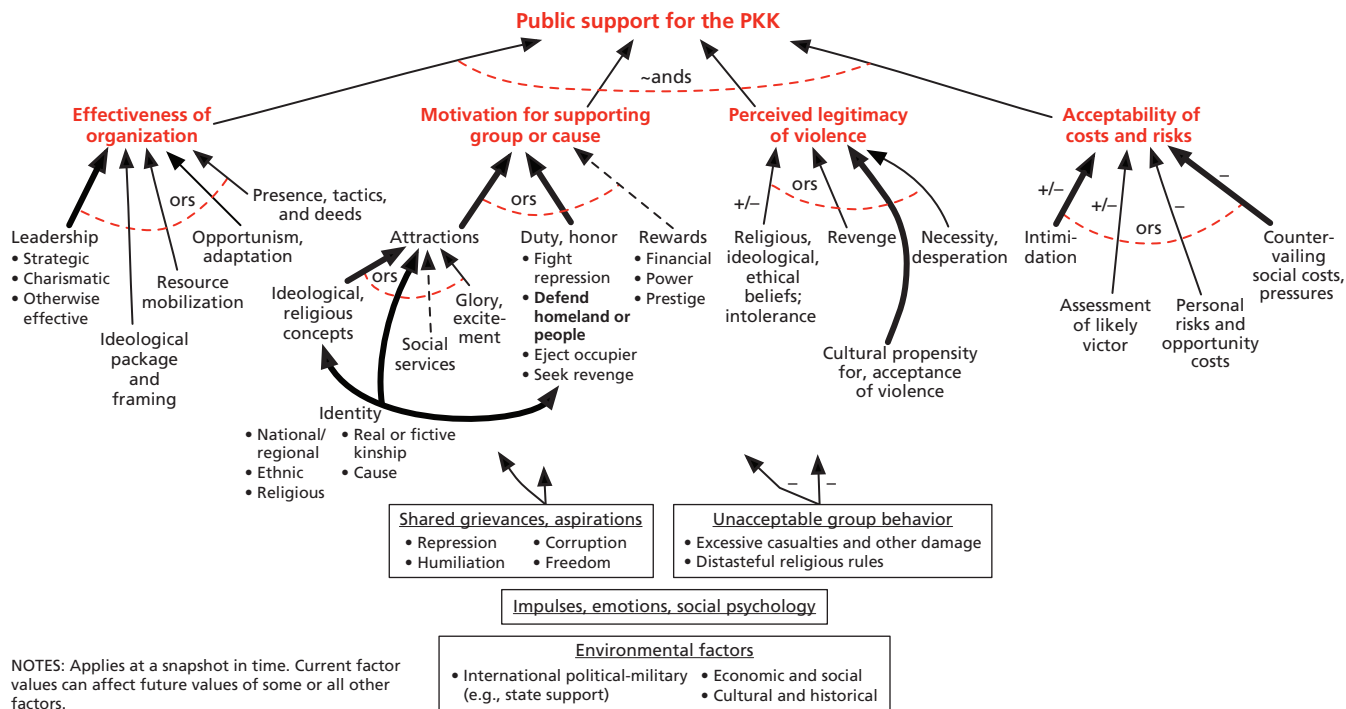 Public support for the PKK
~ands
Effectiveness of
organization
Motivation for supporting
group or cause
Perceived legitimacy
of violence
Acceptability of
costs and risks
ors
Leadership
• Strategic
• Charismatic
• Otherwise
effective
Ideological
package
and
framing
Resource
mobilization
Opportunism,
adaptation
Presence, tactics,
and deeds
ors
Attractions
ors
Ideological,
religious
concepts
Social
services
Glory,
excite-
ment
Duty, honor
• Fight
repression
• Defend
homeland or
people
• Eject occupier
• Seek revenge
Rewards
• Financial
• Power
• Prestige
Identity
• National/
regional
• Ethnic
• Religious
• Real or fictive
kinship
• Cause
ors
+/–
Religious,
ideological,
ethical
beliefs;
intolerance
Revenge
Cultural propensity
for, acceptance
of violence
Necessity,
desperation
ors
+/–
Intimi-
dation
+/–
Assessment
of likely
victor
–
Personal
risks and
opportunity
costs
–
Counter-
vailing
social costs,
pressures
– –
Shared grievances, aspirations
• Repression
• Humiliation
• Corruption
• Freedom
Unacceptable group behavior
• Excessive casualties and other damage
• Distasteful religious rules
Impulses, emotions, social psychology
Environmental factors
• International political-military
(e.g., state support)
• Economic and social
• Cultural and historical
NOTES: Applies at a snapshot in time. Current factor
values can affect future values of some or all other
factors.